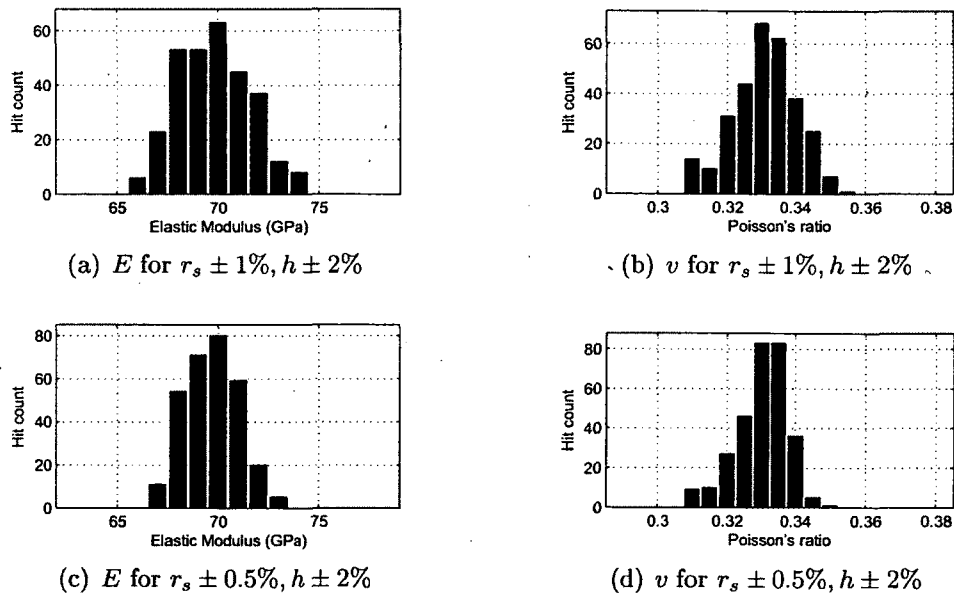 60
40
20
0
Hit count
65 70 75
Elastic Modulus (GPa)
(a) E for r_s ± 1%, h ± 2%
60
40
20
0
Hit count
0.3 0.32 0.34 0.36 0.38
Poisson's ratio
(b) v for r_s ± 1%, h ± 2%
80
60
40
20
0
Hit count
65 70 75
Elastic Modulus (GPa)
(c) E for r_s ± 0.5%, h ± 2%
80
60
40
20
0
Hit count
0.3 0.32 0.34 0.36 0.38
Poisson's ratio
(d) v for r_s ± 0.5%, h ± 2%